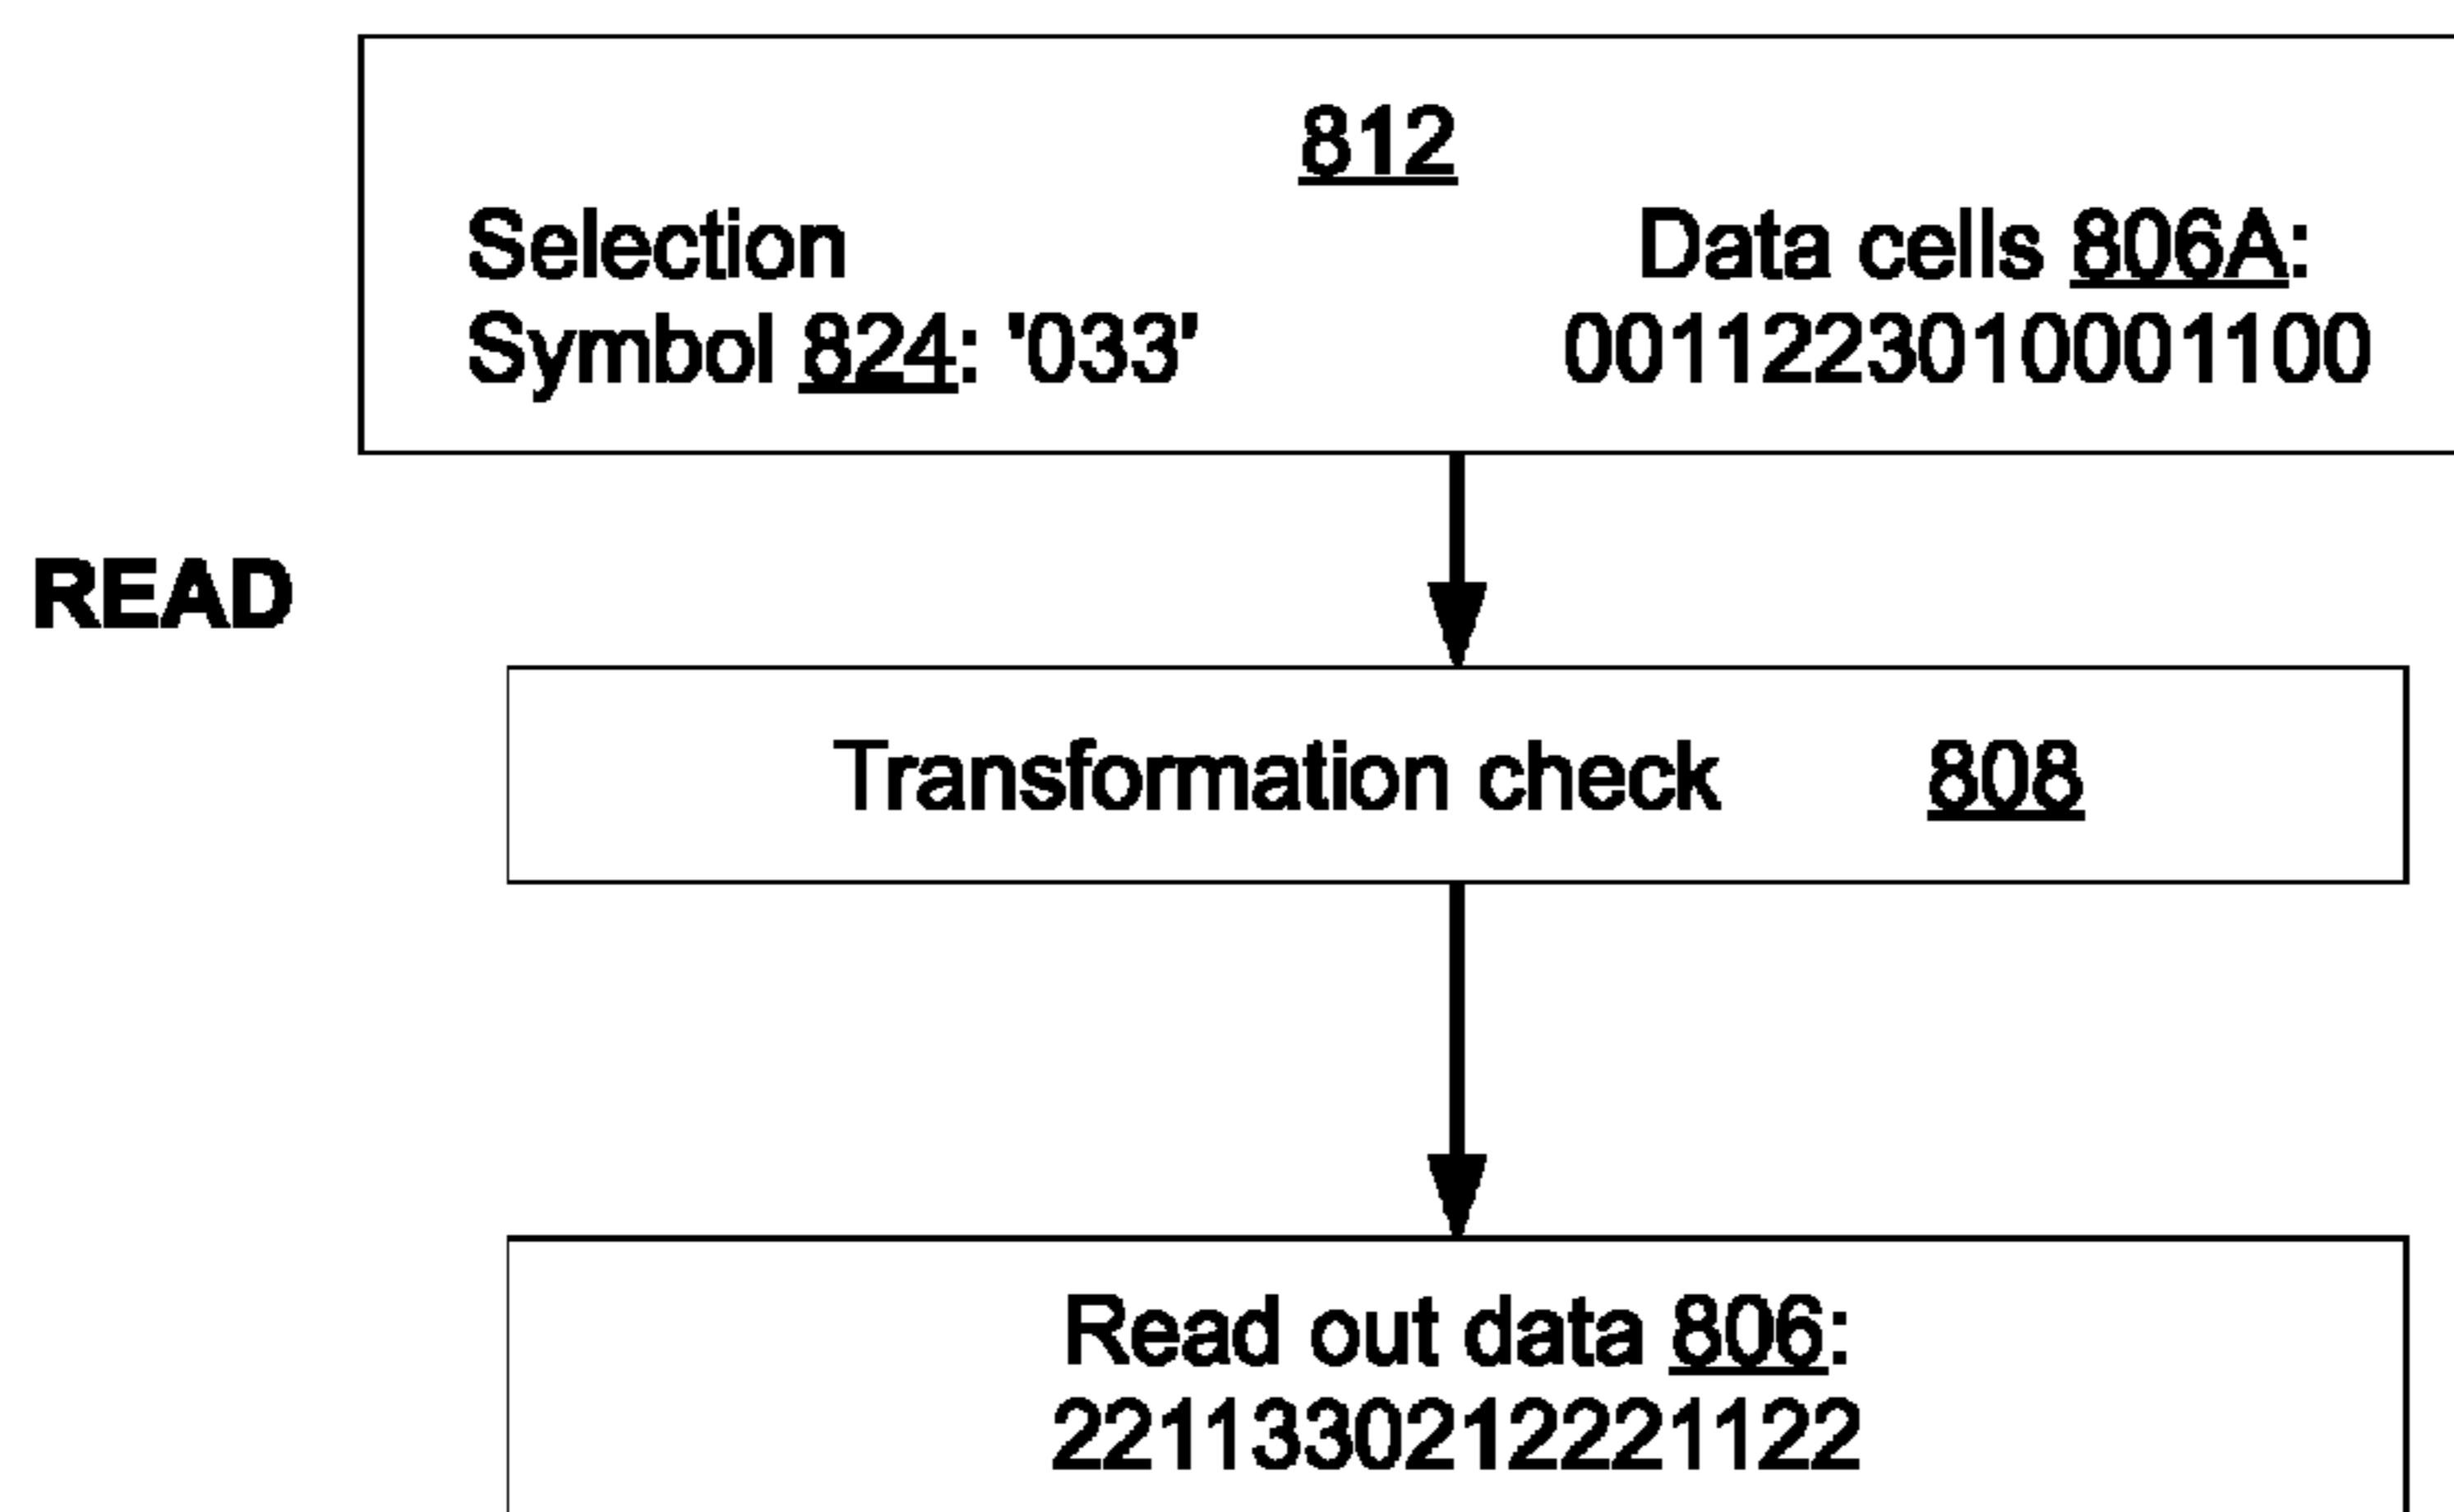 812
Selection
Symbol 824: '033'
Data cells 806A:
0011223010001100
READ
Transformation check 808
Read out data 806:
2211330212221122